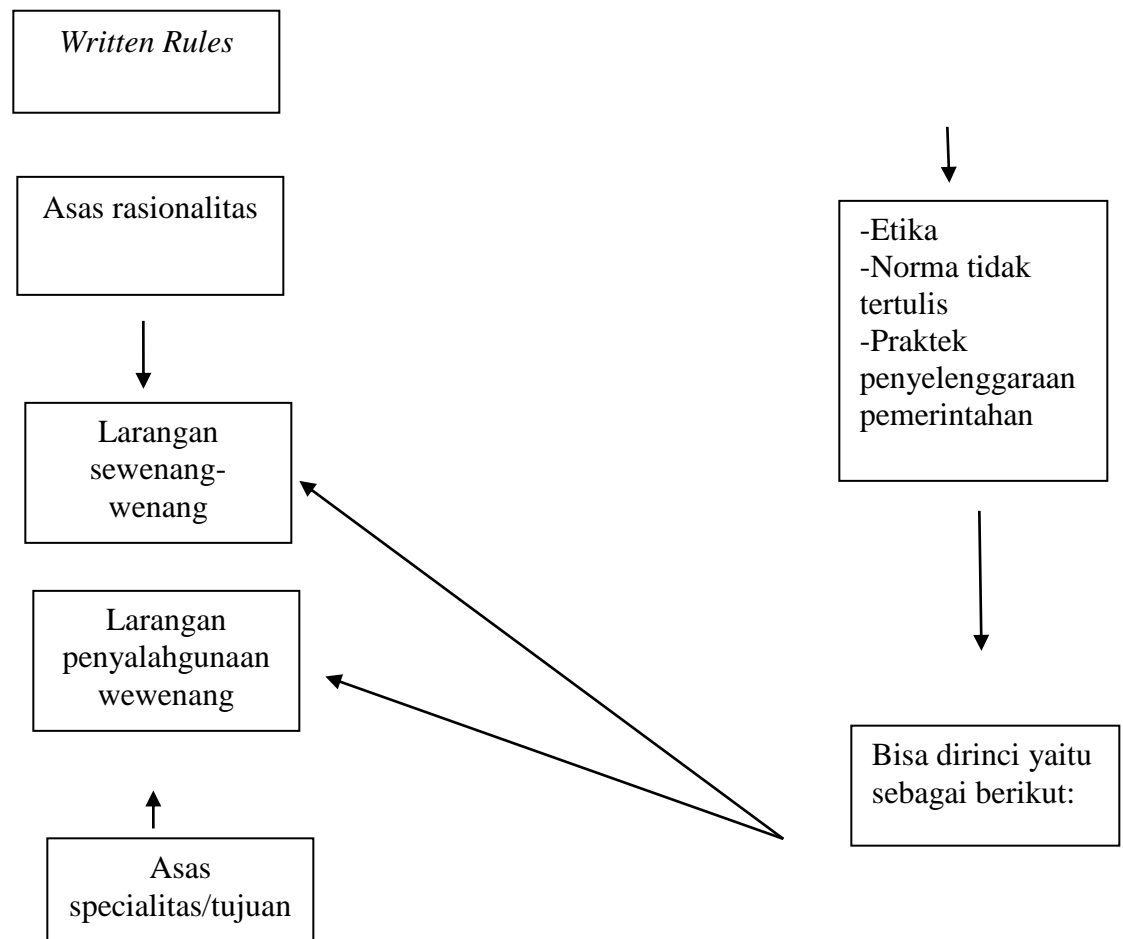 Written Rules
Asas rasionalitas
Larangan
sewenang-
wenang
Larangan
penyalahgunaan
wewenang
Asas
specialitas/tujuan
-Etika
-Norma tidak
tertulis
-Praktek
penyelenggaraan
pemerintahan
Bisa dirinci yaitu
sebagai berikut: